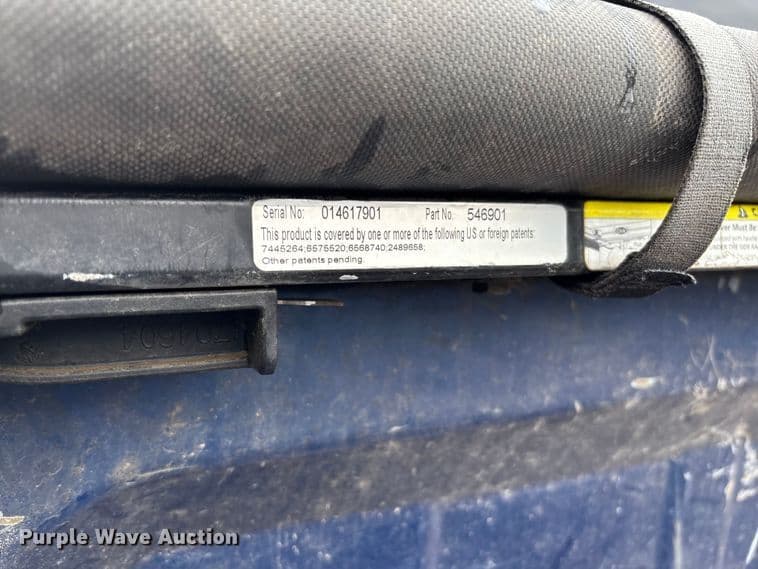 Serial No: 014617901 Part No. 546901
This product is covered by one or more of the following US or foreign patents:
7445264;6575520;6568740;2489658;
Other patents pending.
Purple Wave Auction